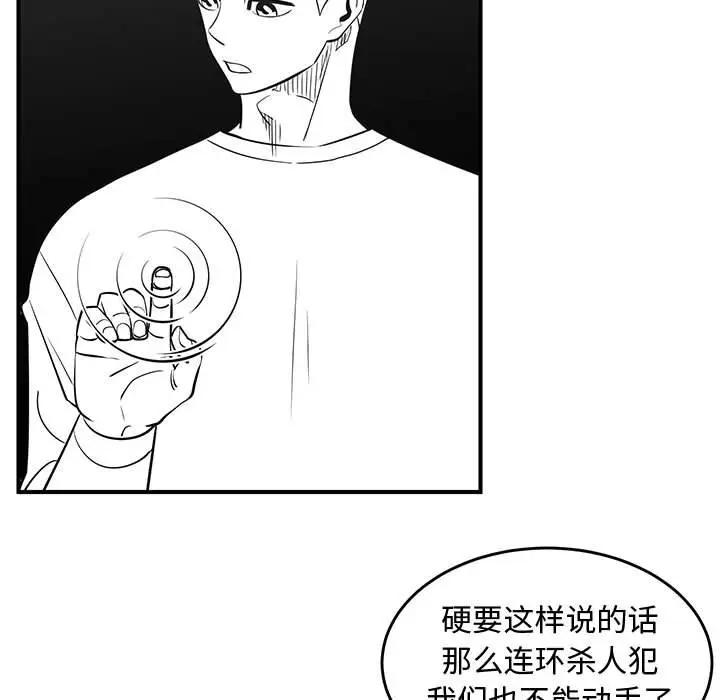 硬要这样说的话
那么连环杀人犯
我们也不能动手了